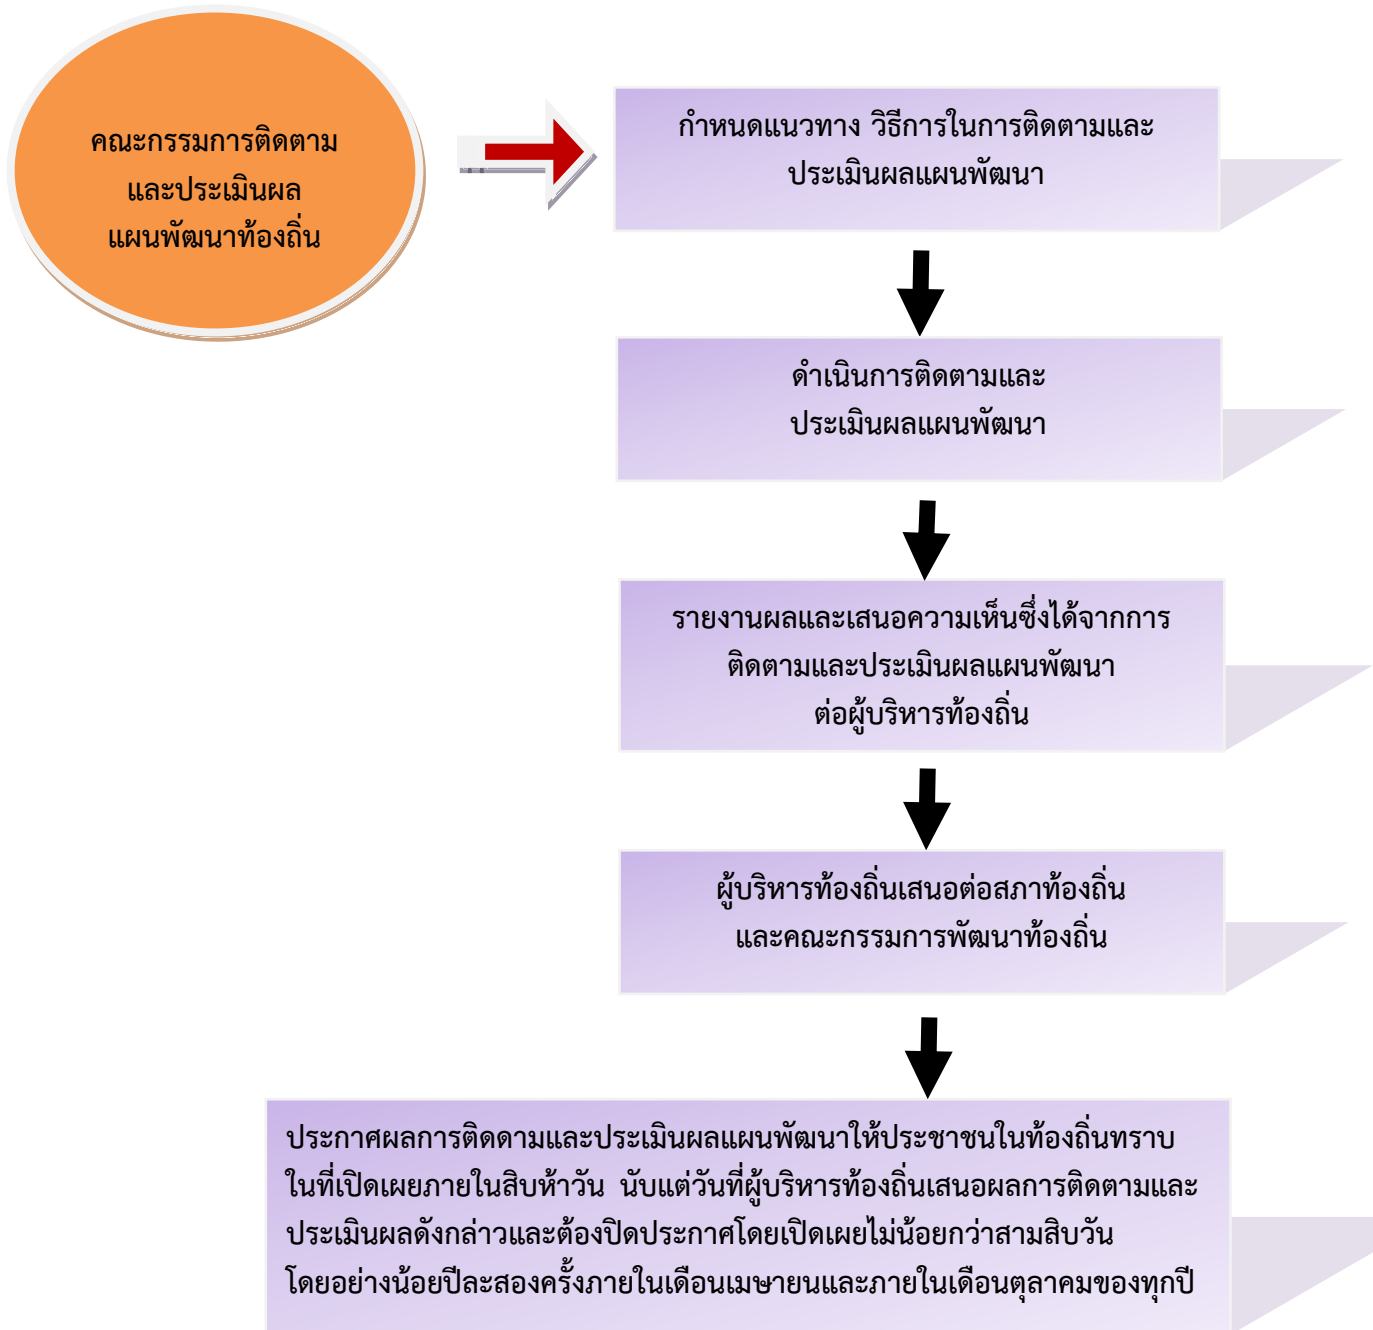 คณะกรรมการติดตาม
และประเมินผล
แผนพัฒนาท้องถิ่น
กำหนดแนวทาง วิธีการในการติดตามและ
ประเมินผลแผนพัฒนา
ดำเนินการติดตามและ
ประเมินผลแผนพัฒนา
รายงานผลและเสนอความเห็นซึ่งได้จากการ
ติดตามและประเมินผลแผนพัฒนา
ต่อผู้บริหารท้องถิ่น
ผู้บริหารท้องถิ่นเสนอต่อสภาท้องถิ่น
และคณะกรรมการพัฒนาท้องถิ่น
ประกาศผลการติดดามและประเมินผลแผนพัฒนาให้ประชาชนในท้องถิ่นทราบ
ในที่เปิดเผยภายในสิบห้าวัน นับแต่วันที่ผู้บริหารท้องถิ่นเสนอผลการติดตามและ
ประเมินผลดังกล่าวและต้องปิดประกาศโดยเปิดเผยไม่น้อยกว่าสามสิบวัน
โดยอย่างน้อยปีละสองครั้งภายในเดือนเมษายนและภายในเดือนตุลาคมของทุกปี